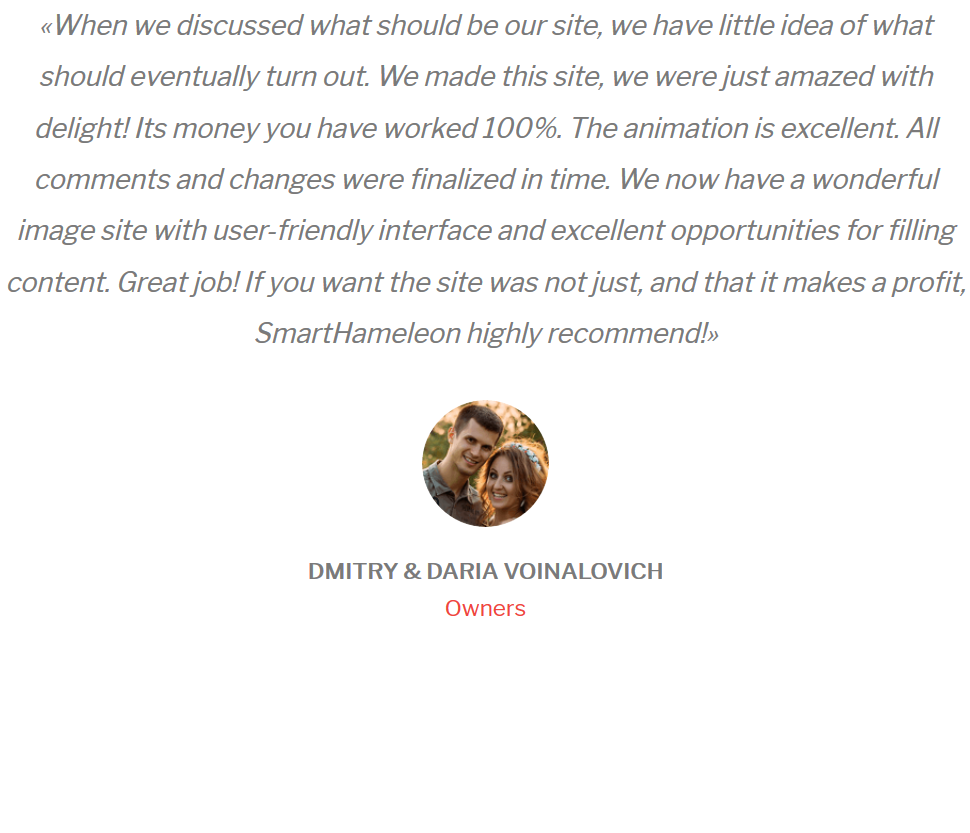 «When we discussed what should be our site, we have little idea of what
should eventually turn out. We made this site, we were just amazed with
delight! Its money you have worked 100%. The animation is excellent. All
comments and changes were finalized in time. We now have a wonderful
image site with user-friendly interface and excellent opportunities for filling
content. Great job! If you want the site was not just, and that it makes a profit,
SmartHameleon highly recommend!»
DMITRY & DARIA VOINALOVICH
Owners